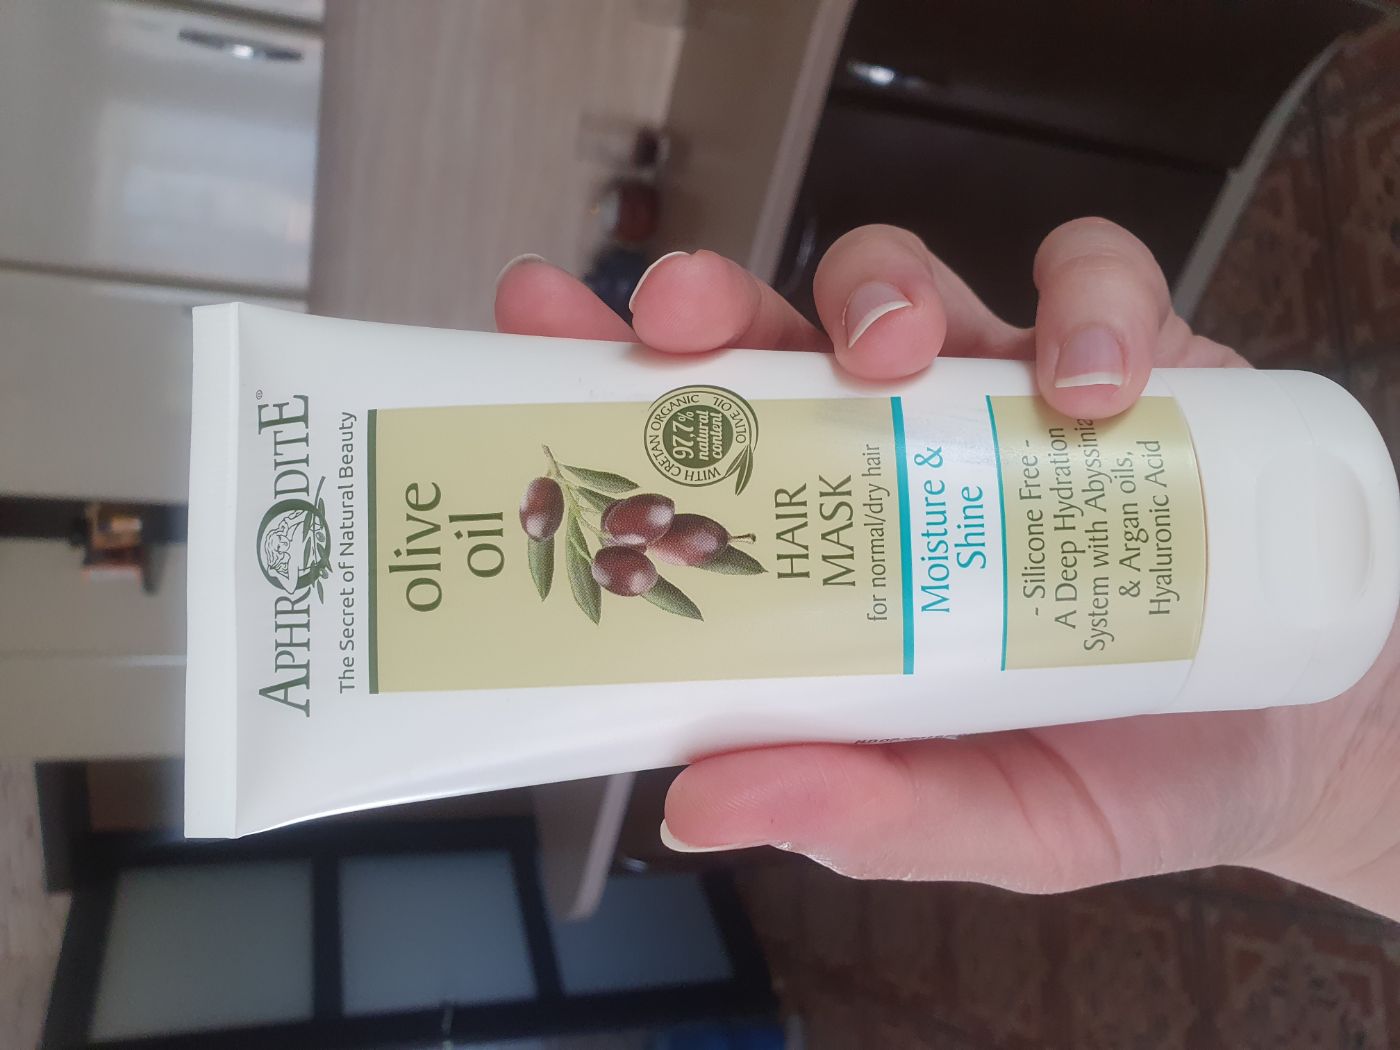 APHRODITE®
The Secret of Natural Beauty
olive
oil
WITH CRETAN ORGANIC OLIVE OIL
97.7%
natural
content
HAIR
MASK
for normal/dry hair
Moisture &
Shine
- Silicone Free -
A Deep Hydration
System with Abyssinia
& Argan oils,
Hyaluronic Acid